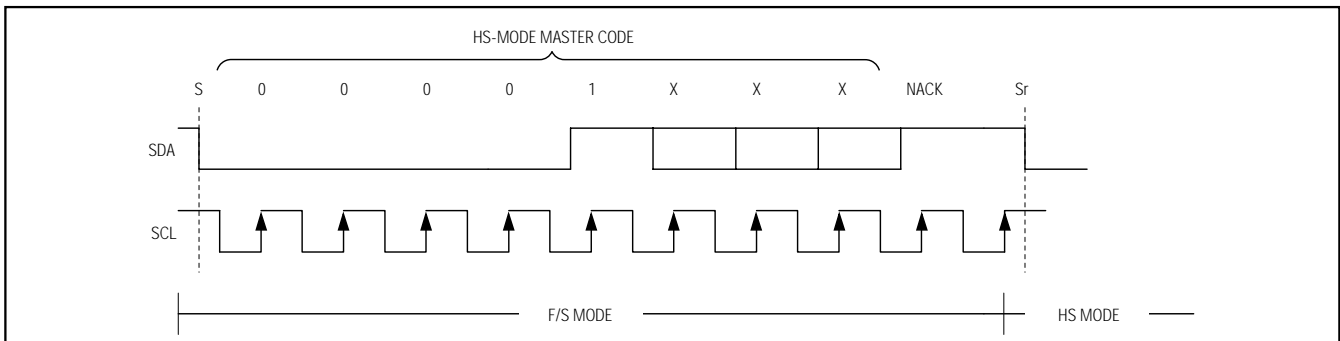 HS-MODE MASTER CODE
S 0 0 0 0 1 X X X NACK Sr
SDA
SCL
F/S MODE HS MODE